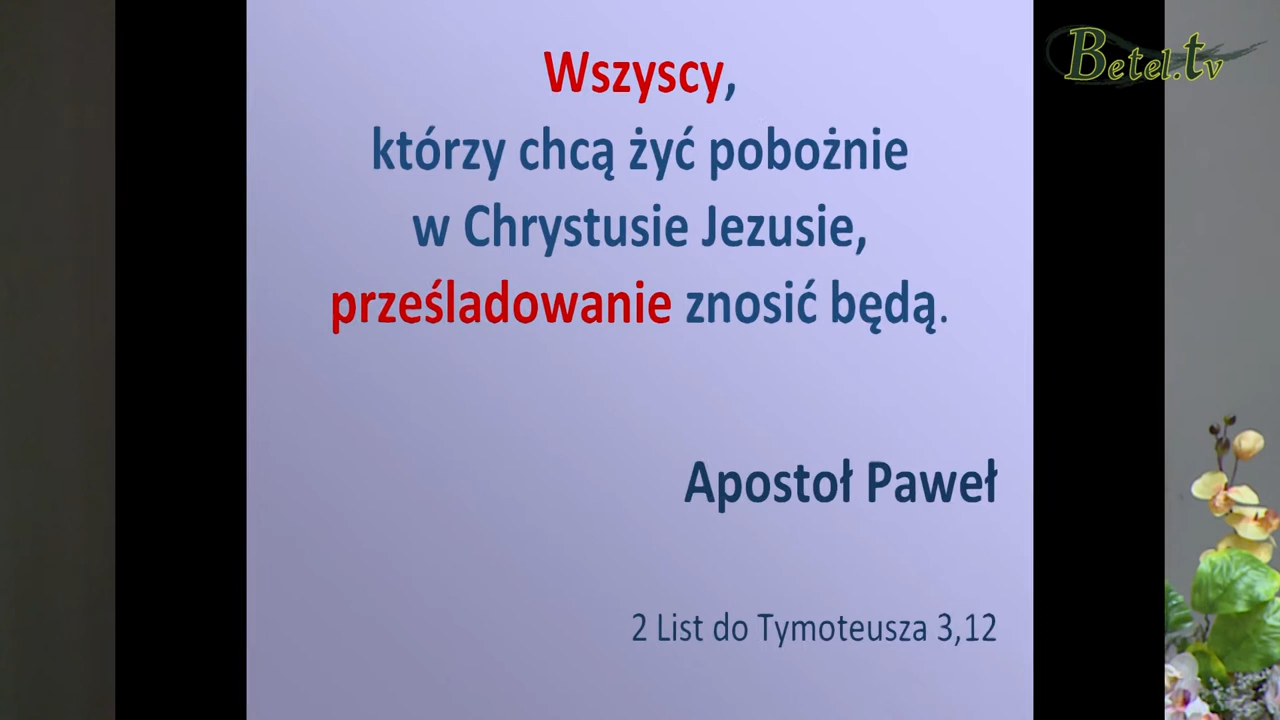 Betel.tv
Wszyscy,
którzy chcą żyć pobożnie
w Chrystusie Jezusie,
prześladowanie znosić będą.
Apostoł Paweł
2 List do Tymoteusza 3,12